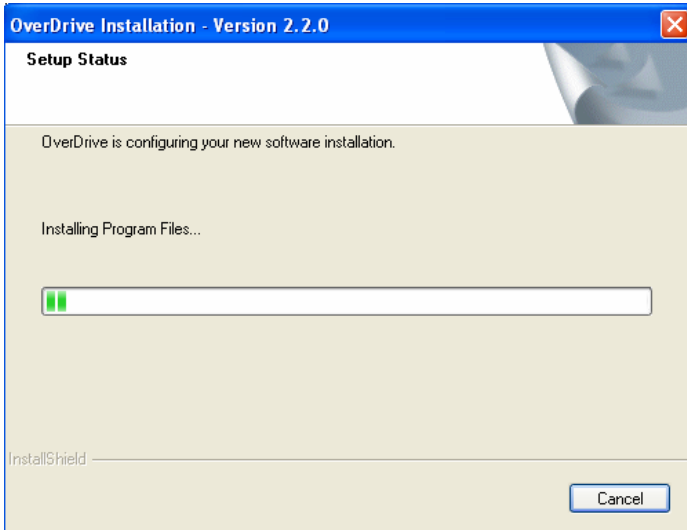 OverDrive Installation - Version 2.2.0
Setup Status
OverDrive is configuring your new software installation.
Installing Program Files...
InstallShield
Cancel